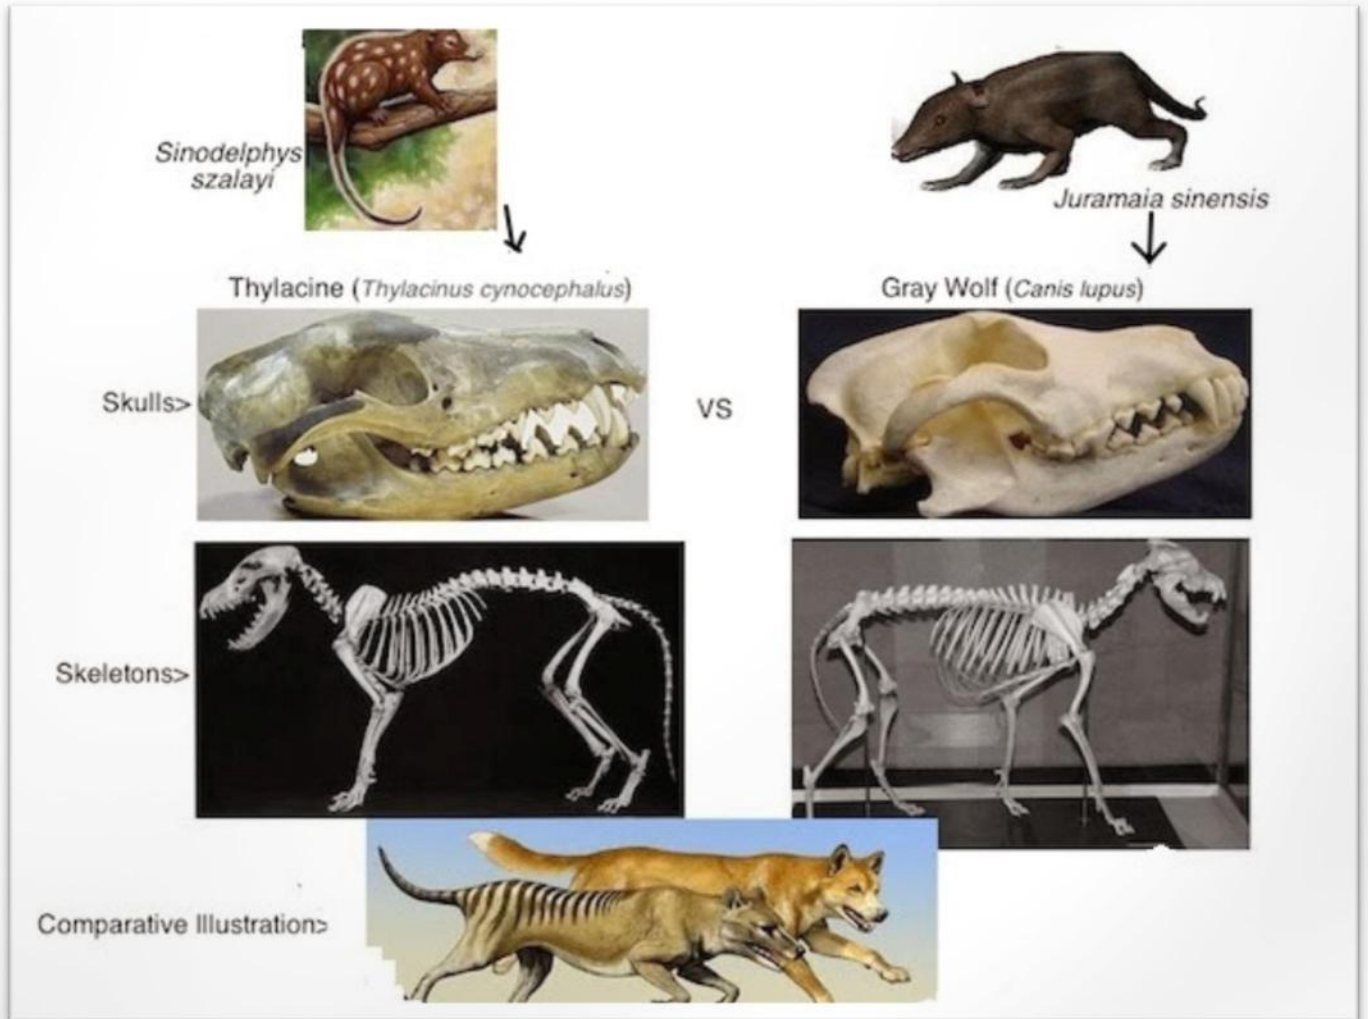 Sinodelphys
szalayi
Juramaia sinensis
Thylacine (Thylacinus cynocephalus)
Gray Wolf (Canis lupus)
Skulls>
vs
Skeletons>
Comparative Illustration>